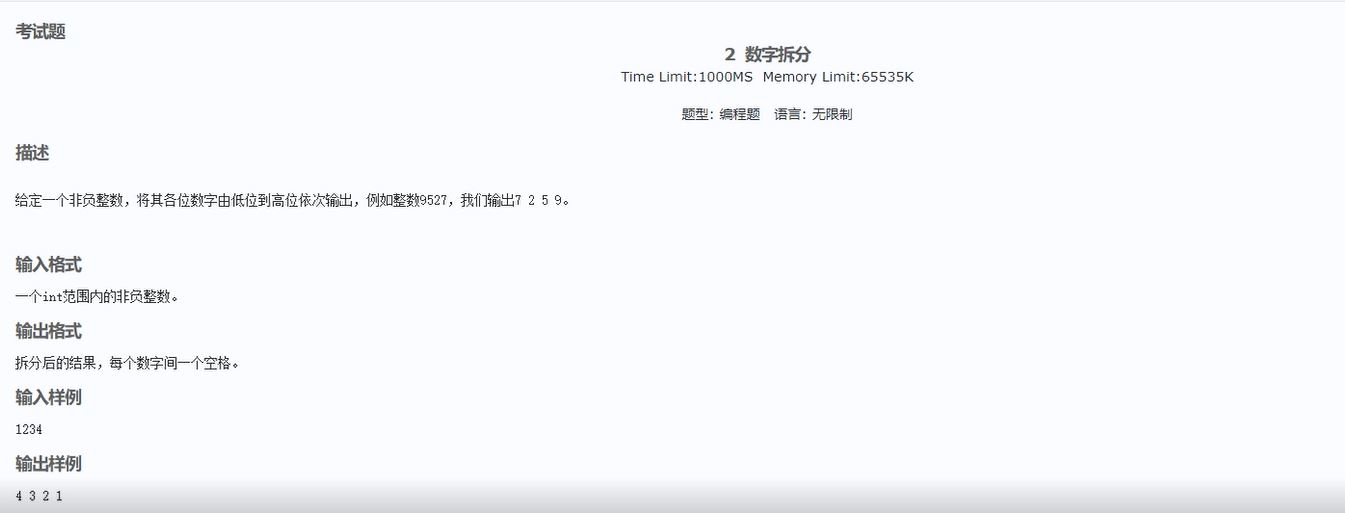 考试题
2 数字拆分
Time Limit:1000MS Memory Limit:65535K
题型: 编程题 语言: 无限制
描述
给定一个非负整数，将其各位数字由低位到高位依次输出，例如整数9527，我们输出7 2 5 9。
输入格式
一个int范围内的非负整数。
输出格式
拆分后的结果，每个数字间一个空格。
输入样例
1234
输出样例
4 3 2 1